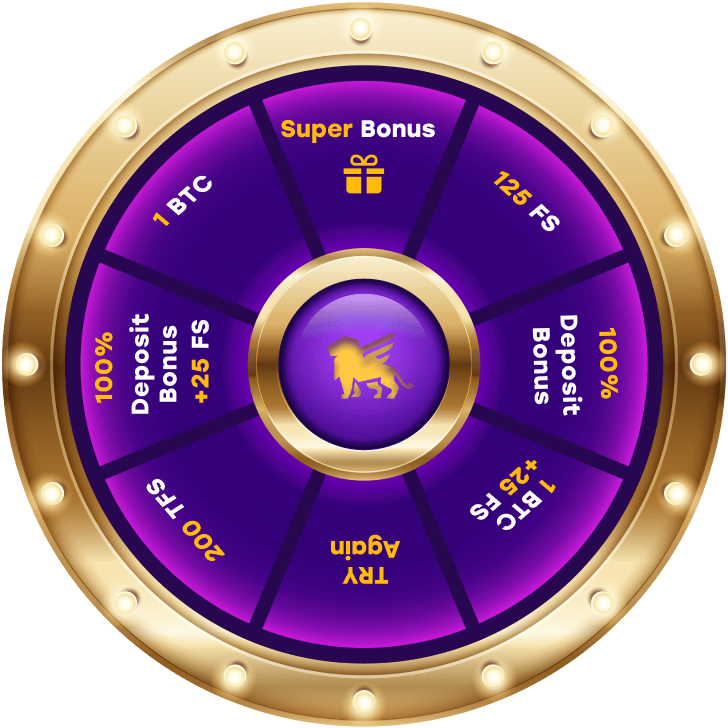 Super Bonus
125 FS
100%
Deposit
Bonus
1 BTC
+25 FS
TRY
Again
200 TFS
100%
Deposit
Bonus
+25 FS
1 BTC